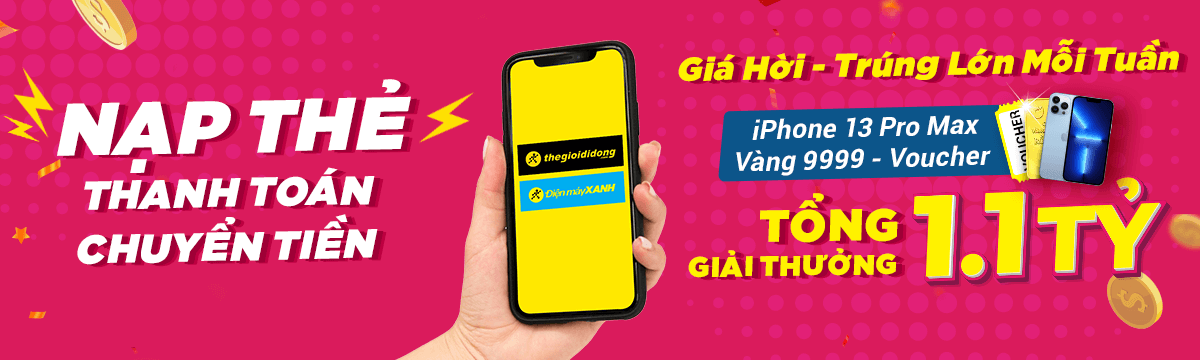 NẠP THẺ
THANH TOÁN
CHUYỂN TIỀN
thegioididong
Điện máy XANH
Giá Hời - Trúng Lớn Mỗi Tuần
iPhone 13 Pro Max
Vàng 9999 - Voucher
VOUCHER
TỔNG
GIẢI THƯỞNG
1.1 TỶ